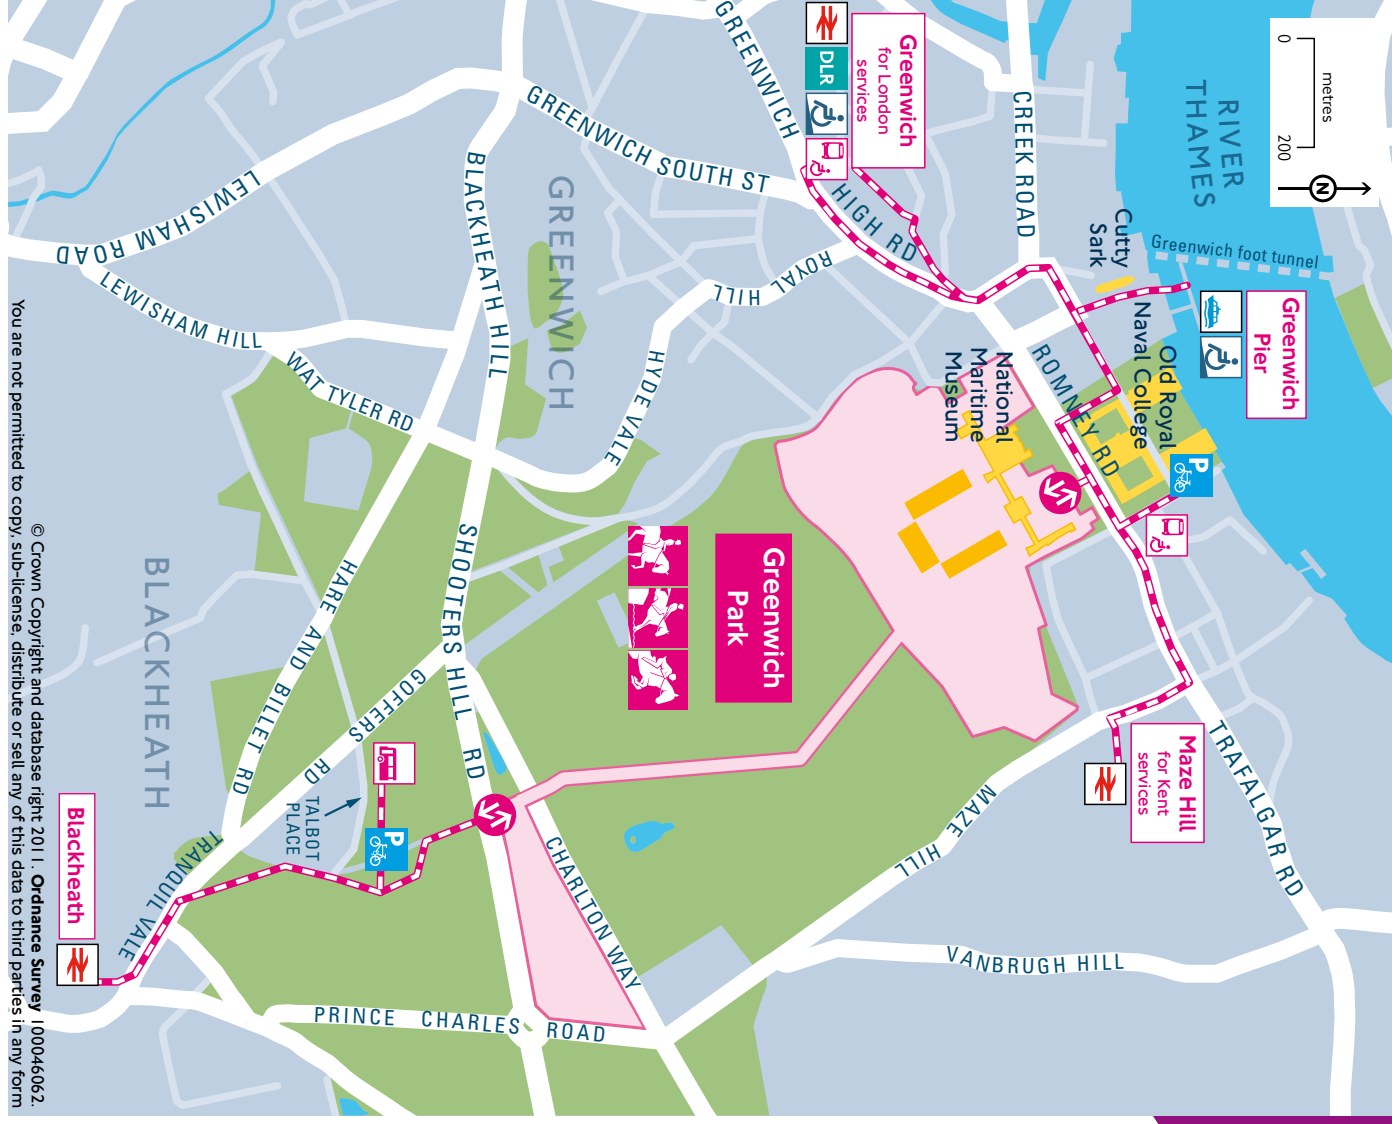 0
metres
200
N
RIVER
THAMES
Greenwich foot tunnel
Greenwich
Pier
Cutty
Sark
Old Royal
Naval College
P
National
Maritime
Museum
ROMNEY RD
CREEK ROAD
Greenwich
for London
services
DLR
GREENWICH
HIGH RD
GREENWICH SOUTH ST
ROYAL
HILL
HYDE VALE
GREENWICH
BLACKHEATH HILL
LEWISHAM ROAD
LEWISHAM HILL
WAT TYLER RD
SHOOTERS HILL RD
HARE AND BILLET RD
GOFFERS
RD
Greenwich
Park
Maze Hill
for Kent
services
TRAFALGAR RD
MAZE
HILL
VANBRUGH HILL
CHARLTON WAY
PRINCE CHARLES ROAD
TALBOT
PLACE
P
TRANQUIL VALE
BLACKHEATH
Blackheath
© Crown Copyright and database right 2011. Ordnance Survey 100046062.
You are not permitted to copy, sub-license, distribute or sell any of this data to third parties in any form